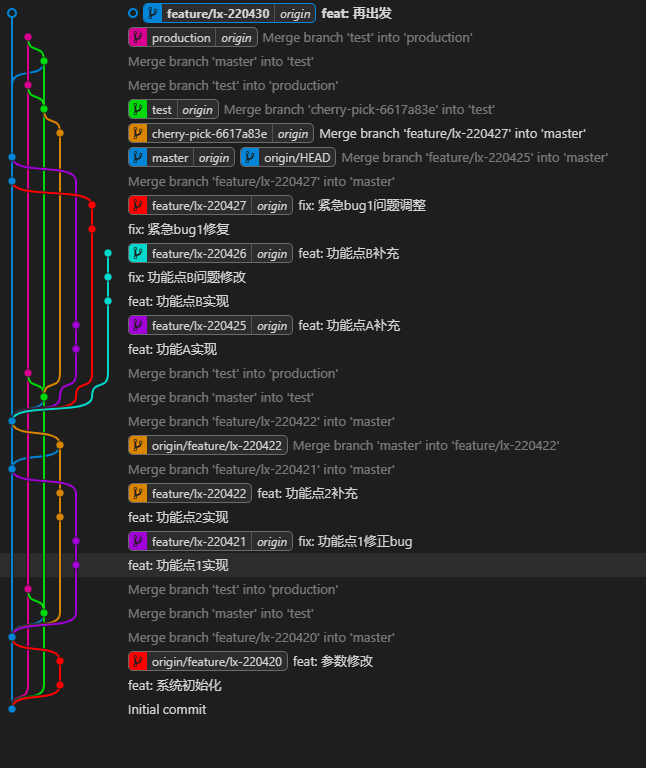 feature/lx-220430 origin feat: 再出发
production origin Merge branch 'test' into 'production'
Merge branch 'master' into 'test'
Merge branch 'test' into 'production'
test origin Merge branch 'cherry-pick-6617a83e' into 'test'
cherry-pick-6617a83e origin Merge branch 'feature/lx-220427' into 'master'
master origin origin/HEAD Merge branch 'feature/lx-220425' into 'master'
Merge branch 'feature/lx-220427' into 'master'
feature/lx-220427 origin fix: 紧急bug1问题调整
fix: 紧急bug1修复
feature/lx-220426 origin feat: 功能点B补充
fix: 功能点B问题修改
feat: 功能点B实现
feature/lx-220425 origin feat: 功能点A补充
feat: 功能A实现
Merge branch 'test' into 'production'
Merge branch 'master' into 'test'
Merge branch 'feature/lx-220422' into 'master'
origin/feature/lx-220422 Merge branch 'master' into 'feature/lx-220422'
Merge branch 'feature/lx-220421' into 'master'
feature/lx-220422 feat: 功能点2补充
feat: 功能点2实现
feature/lx-220421 origin fix: 功能点1修正bug
feat: 功能点1实现
Merge branch 'test' into 'production'
Merge branch 'master' into 'test'
Merge branch 'feature/lx-220420' into 'master'
origin/feature/lx-220420 feat: 参数修改
feat: 系统初始化
Initial commit